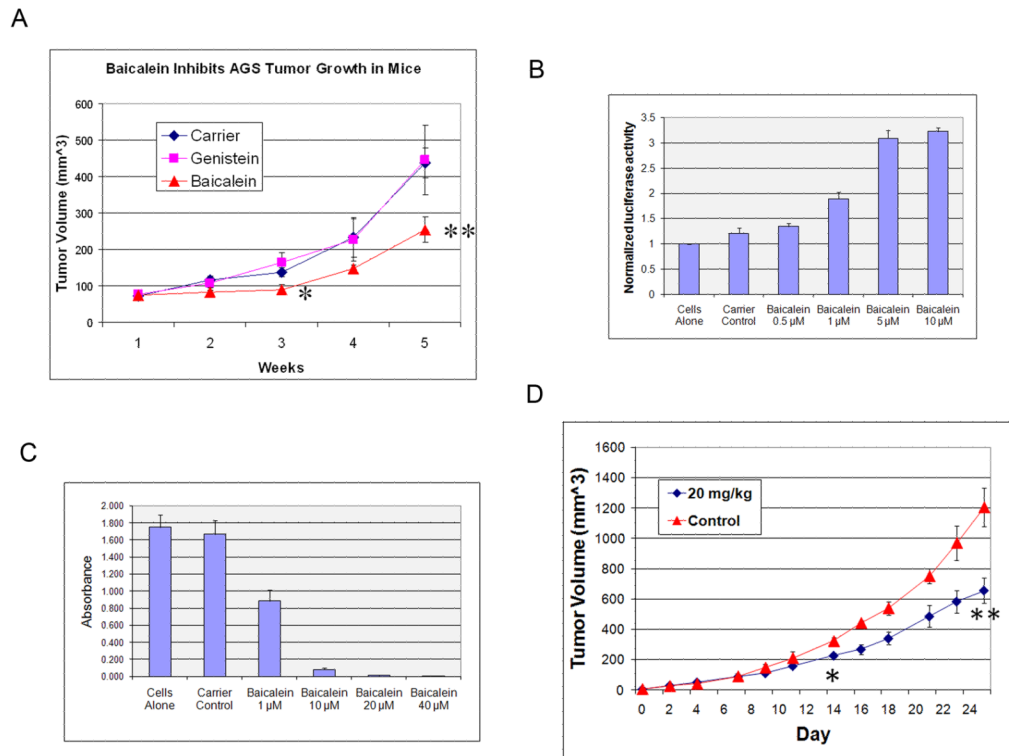 A
Baicalein Inhibits AGS Tumor Growth in Mice
Tumor Volume (mm^3)
600
500
400
300
200
100
0
Carrier
Genistein
Baicalein
*
**
1 2 3 4 5
Weeks
B
Normalized luciferase activity
3.5
3
2.5
2
1.5
1
0.5
0
Cells Carrier Baicalein Baicalein Baicalein Baicalein
Alone Control 0.5 µM 1 µM 5 µM 10 µM
C
Absorbance
2.000
1.800
1.600
1.400
1.200
1.000
0.800
0.600
0.400
0.200
0.000
Cells Carrier Baicalein Baicalein Baicalein Baicalein
Alone Control 1 µM 10 µM 20 µM 40 µM
D
Tumor Volume (mm^3)
1600
1400
1200
1000
800
600
400
200
0
20 mg/kg
Control
*
**
0 2 4 6 8 10 12 14 16 18 20 22 24
Day